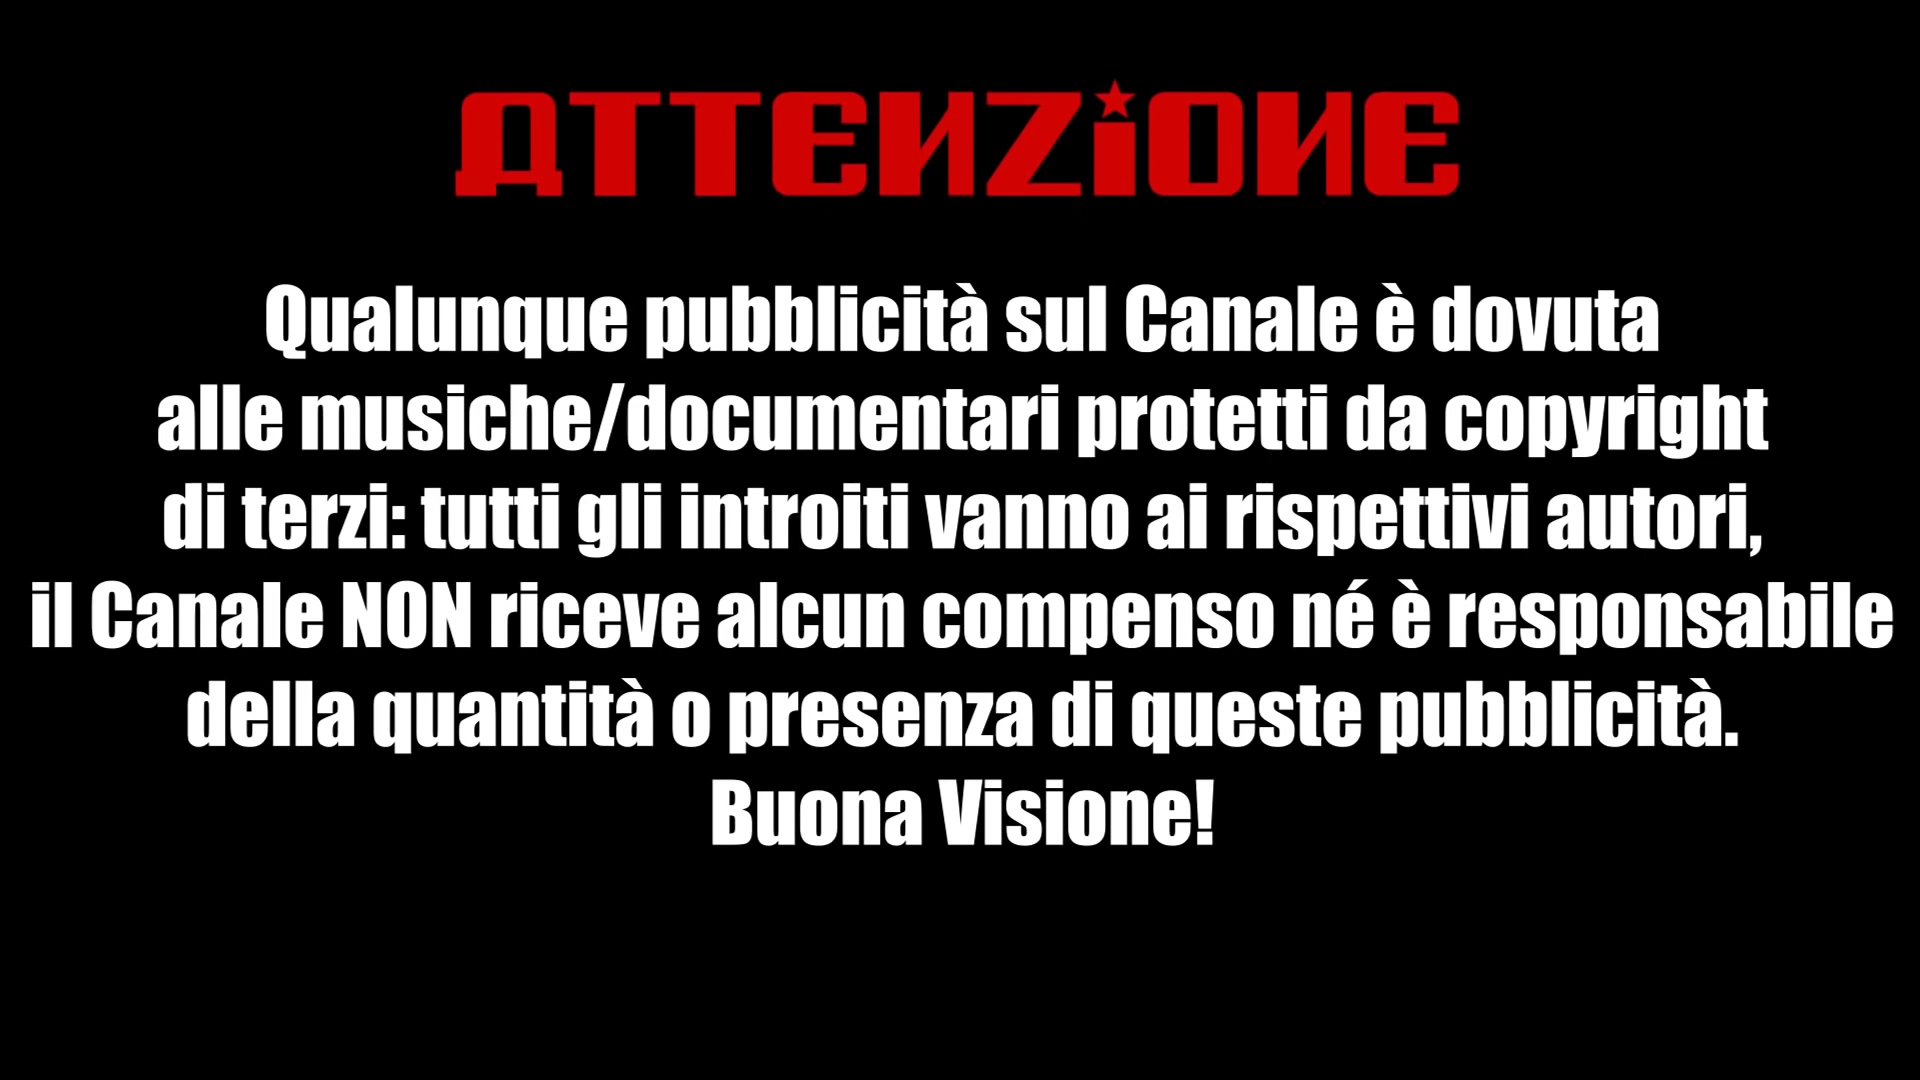 ATTENZiONE
Qualunque pubblicità sul Canale è dovuta
alle musiche/documentari protetti da copyright
di terzi: tutti gli introiti vanno ai rispettivi autori,
il Canale NON riceve alcun compenso né è responsabile
della quantità o presenza di queste pubblicità.
Buona Visione!